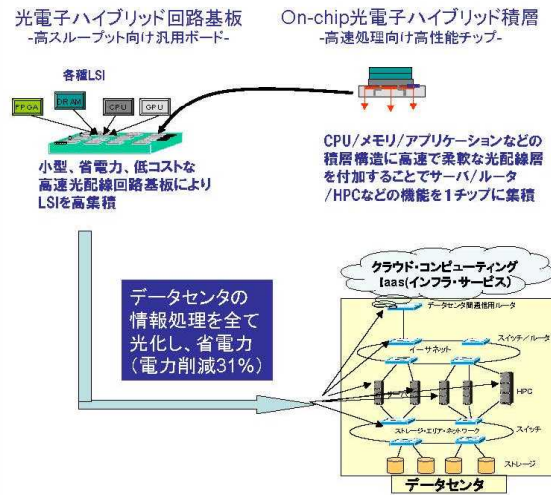 光電子ハイブリッド回路基板
-高スループット向け汎用ボード-
On-chip光電子ハイブリッド積層
-高速処理向け高性能チップ-
各種LSI
FPGA
DRAM
CPU
GPU
小型、省電力、低コストな
高速光配線回路基板により
LSIを高集積
CPU/メモリ/アプリケーションなどの
積層構造に高速で柔軟な光配線層
を付加することでサーバ/ルータ
/HPCなどの機能を1チップに集積
データセンタの
情報処理を全て
光化し、省電力
(電力削減31%)
クラウド・コンピューティング
Iaas(インフラ・サービス)
データセンタ間通信用ルータ
スイッチ/ルータ
イーサネット
HPC
ストレージ・エリア・ネットワーク
スイッチ
ストレージ
データセンタ